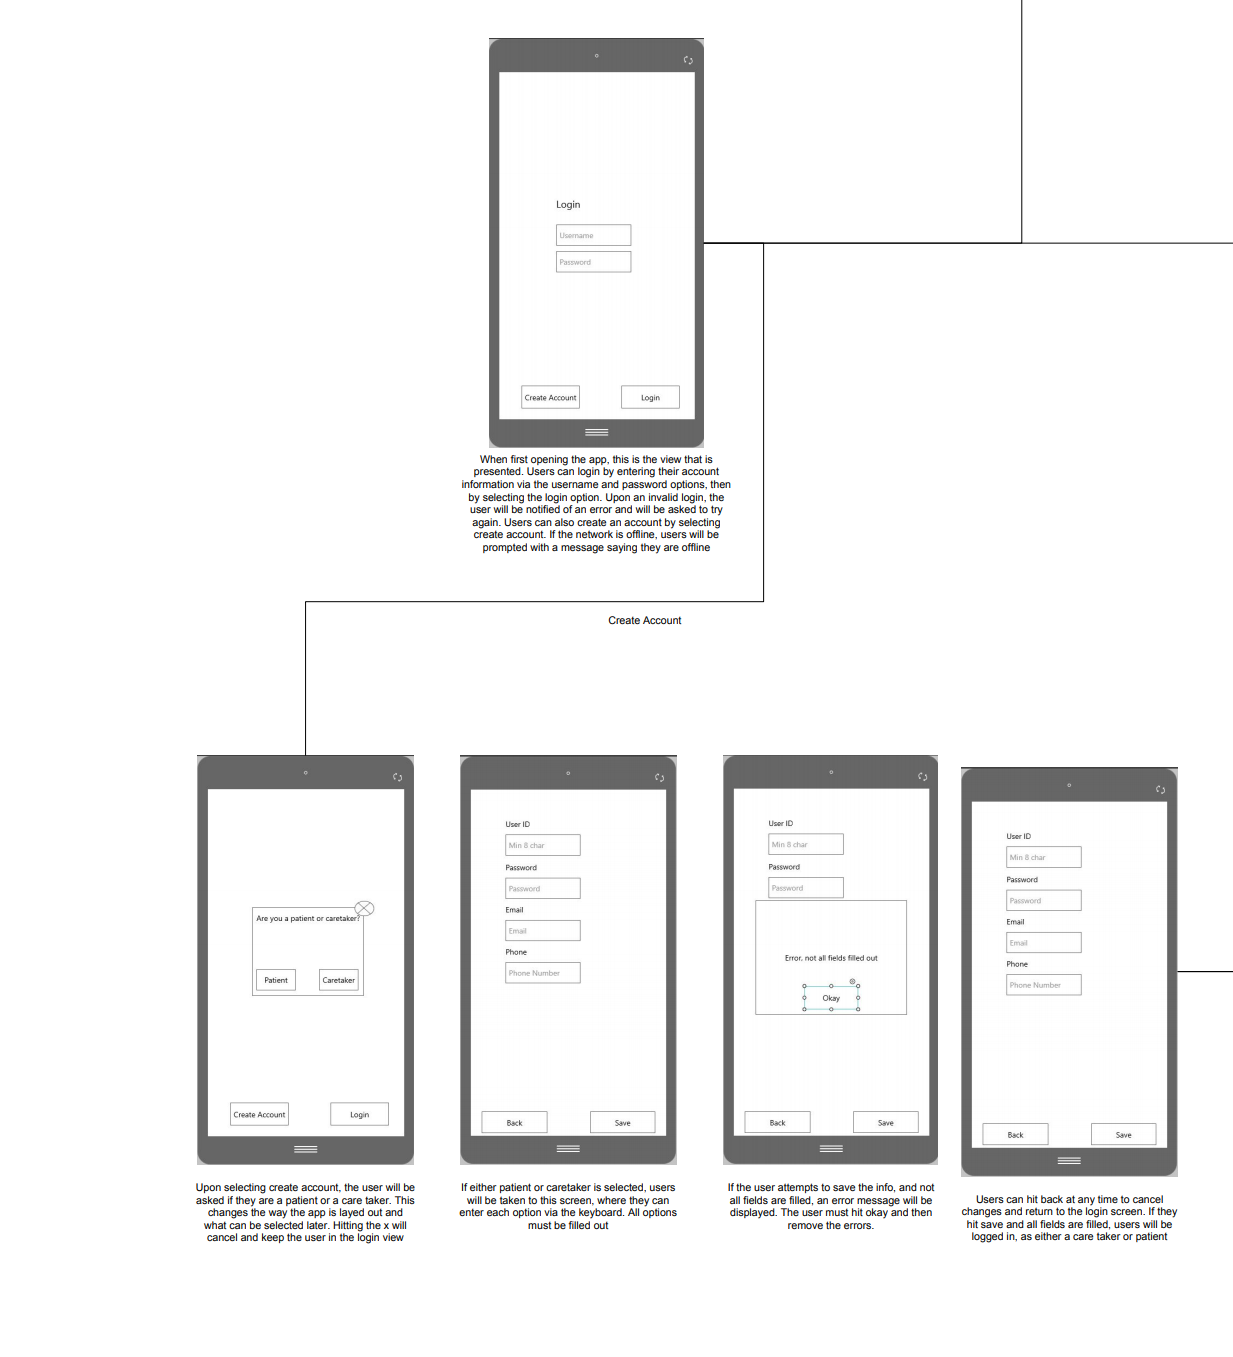 Login
Username
Password
Create Account
Login
When first opening the app, this is the view that is
presented. Users can login by entering their account
information via the username and password options, then
by selecting the login option. Upon an invalid login, the
user will be notified of an error and will be asked to try
again. Users can also create an account by selecting
create account. If the network is offline, users will be
prompted with a message saying they are offline
Create Account
Are you a patient or caretaker?
Patient
Caretaker
Create Account
Login
Upon selecting create account, the user will be
asked if they are a patient or a care taker. This
changes the way the app is layed out and
what can be selected later. Hitting the x will
cancel and keep the user in the login view
User ID
Min 8 char
Password
Password
Email
Email
Phone
Phone Number
Back
Save
If either patient or caretaker is selected, users
will be taken to this screen, where they can
enter each option via the keyboard. All options
must be filled out
User ID
Min 8 char
Password
Password
Error, not all fields filled out
Okay
Back
Save
If the user attempts to save the info, and not
all fields are filled, an error message will be
displayed. The user must hit okay and then
remove the errors.
User ID
Min 8 char
Password
Password
Email
Email
Phone
Phone Number
Back
Save
Users can hit back at any time to cancel
changes and return to the login screen. If they
hit save and all fields are filled, users will be
logged in, as either a care taker or patient